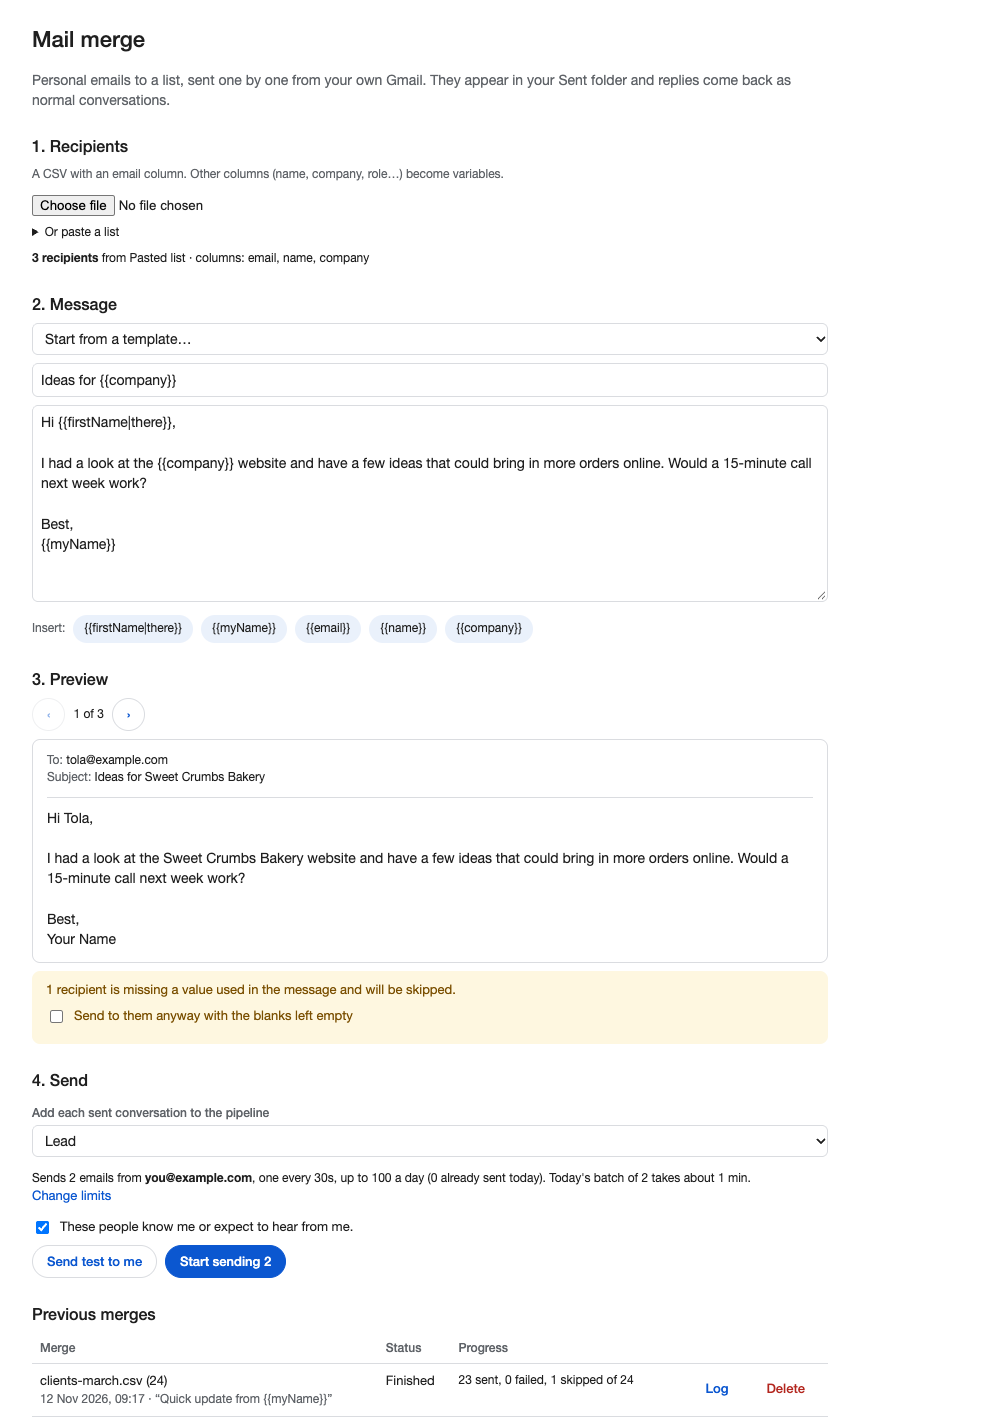 Mail merge
Personal emails to a list, sent one by one from your own Gmail. They appear in your Sent folder and replies come back as
normal conversations.
1. Recipients
A CSV with an email column. Other columns (name, company, role…) become variables.
Choose file No file chosen
Or paste a list
3 recipients from Pasted list · columns: email, name, company
2. Message
Start from a template…
Ideas for {{company}}
Hi {{firstName|there}},
I had a look at the {{company}} website and have a few ideas that could bring in more orders online. Would a 15-minute call
next week work?
Best,
{{myName}}
Insert: {{firstName|there}} {{myName}} {{email}} {{name}} {{company}}
3. Preview
‹ 1 of 3 ›
To: tola@example.com
Subject: Ideas for Sweet Crumbs Bakery
Hi Tola,
I had a look at the Sweet Crumbs Bakery website and have a few ideas that could bring in more orders online. Would a
15-minute call next week work?
Best,
Your Name
1 recipient is missing a value used in the message and will be skipped.
Send to them anyway with the blanks left empty
4. Send
Add each sent conversation to the pipeline
Lead
Sends 2 emails from you@example.com, one every 30s, up to 100 a day (0 already sent today). Today's batch of 2 takes about 1 min.
Change limits
These people know me or expect to hear from me.
Send test to me Start sending 2
Previous merges
Merge Status Progress
clients-march.csv (24) Finished 23 sent, 0 failed, 1 skipped of 24 Log Delete
12 Nov 2026, 09:17 · “Quick update from {{myName}}”